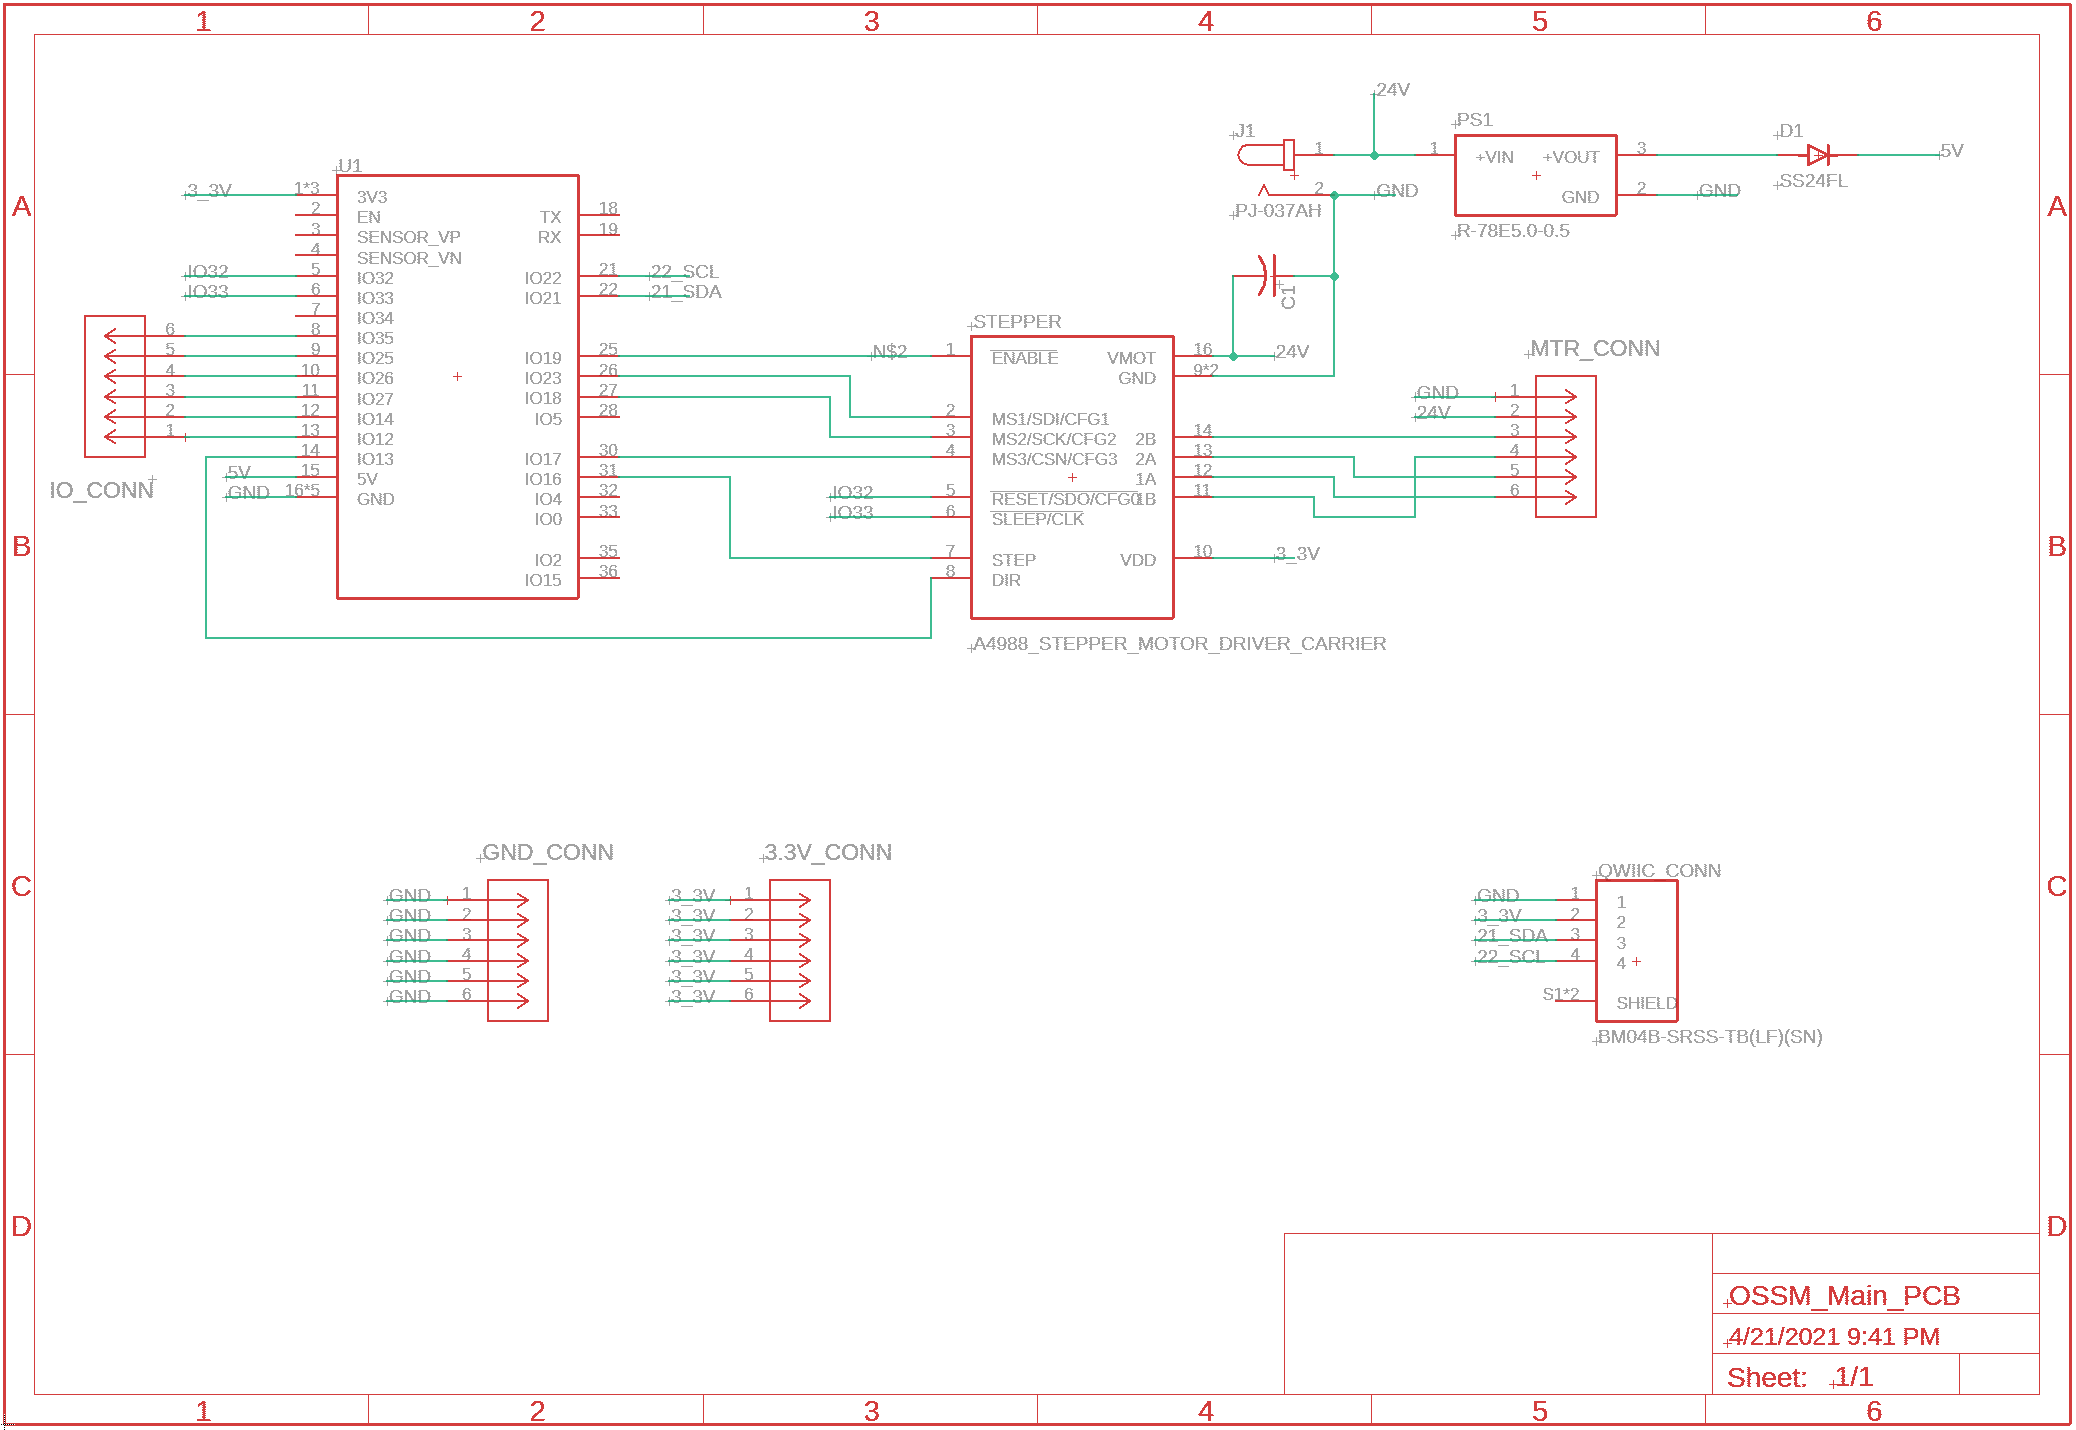 1 2 3 4 5 6
A
B
C
D
A
B
C
D
U1
3_3V 1*3 3V3
2 EN
3 SENSOR_VP
4 SENSOR_VN
IO32 5 IO32
IO33 6 IO33
7 IO34
6 8 IO35
5 9 IO25
4 10 IO26
3 11 IO27
2 12 IO14
1 13 IO12
14 IO13
5V 15 5V
GND 16*5 GND
IO_CONN
TX 18
RX 19
IO22 21 22_SCL
IO21 22 21_SDA
IO19 25 N$2
IO23 26
IO18 27
IO5 28
IO17 30
IO16 31
IO4 32
IO0 33
IO2 35
IO15 36
STEPPER
1 ENABLE
2 MS1/SDI/CFG1
3 MS2/SCK/CFG2
4 MS3/CSN/CFG3
IO32 5 RESET/SDO/CFG0
IO33 6 SLEEP/CLK
7 STEP
8 DIR
VMOT 16 24V
GND 9*2
2B 14
2A 13
1A 12
1B 11
VDD 10 3_3V
A4988_STEPPER_MOTOR_DRIVER_CARRIER
24V
J1
1
2 GND
PJ-037AH
C1
PS1
1 +VIN +VOUT 3
GND 2 GND
R-78E5.0-0.5
D1
5V
SS24FL
MTR_CONN
GND 1
24V 2
3
4
5
6
GND_CONN
GND 1
GND 2
GND 3
GND 4
GND 5
GND 6
3.3V_CONN
3_3V 1
3_3V 2
3_3V 3
3_3V 4
3_3V 5
3_3V 6
QWIIC_CONN
GND 1 1
3_3V 2 2
21_SDA 3 3
22_SCL 4 4
S1*2 SHIELD
BM04B-SRSS-TB(LF)(SN)
OSSM_Main_PCB
4/21/2021 9:41 PM
Sheet: 1/1
1 2 3 4 5 6